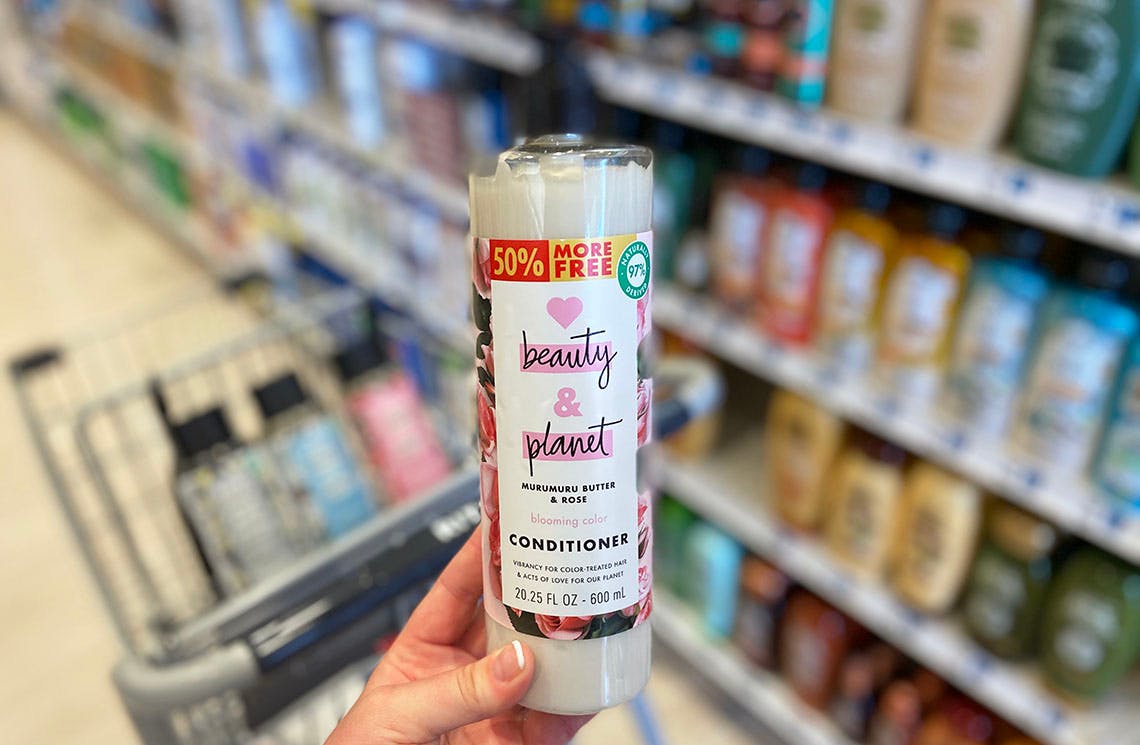 50% MORE FREE
NATURALLY
97%
DERIVED
beauty
&
planet
MURUMURU BUTTER
& ROSE
blooming color
CONDITIONER
VIBRANCY FOR COLOR-TREATED HAIR
& ACTS OF LOVE FOR OUR PLANET
20.25 FL OZ - 600 mL